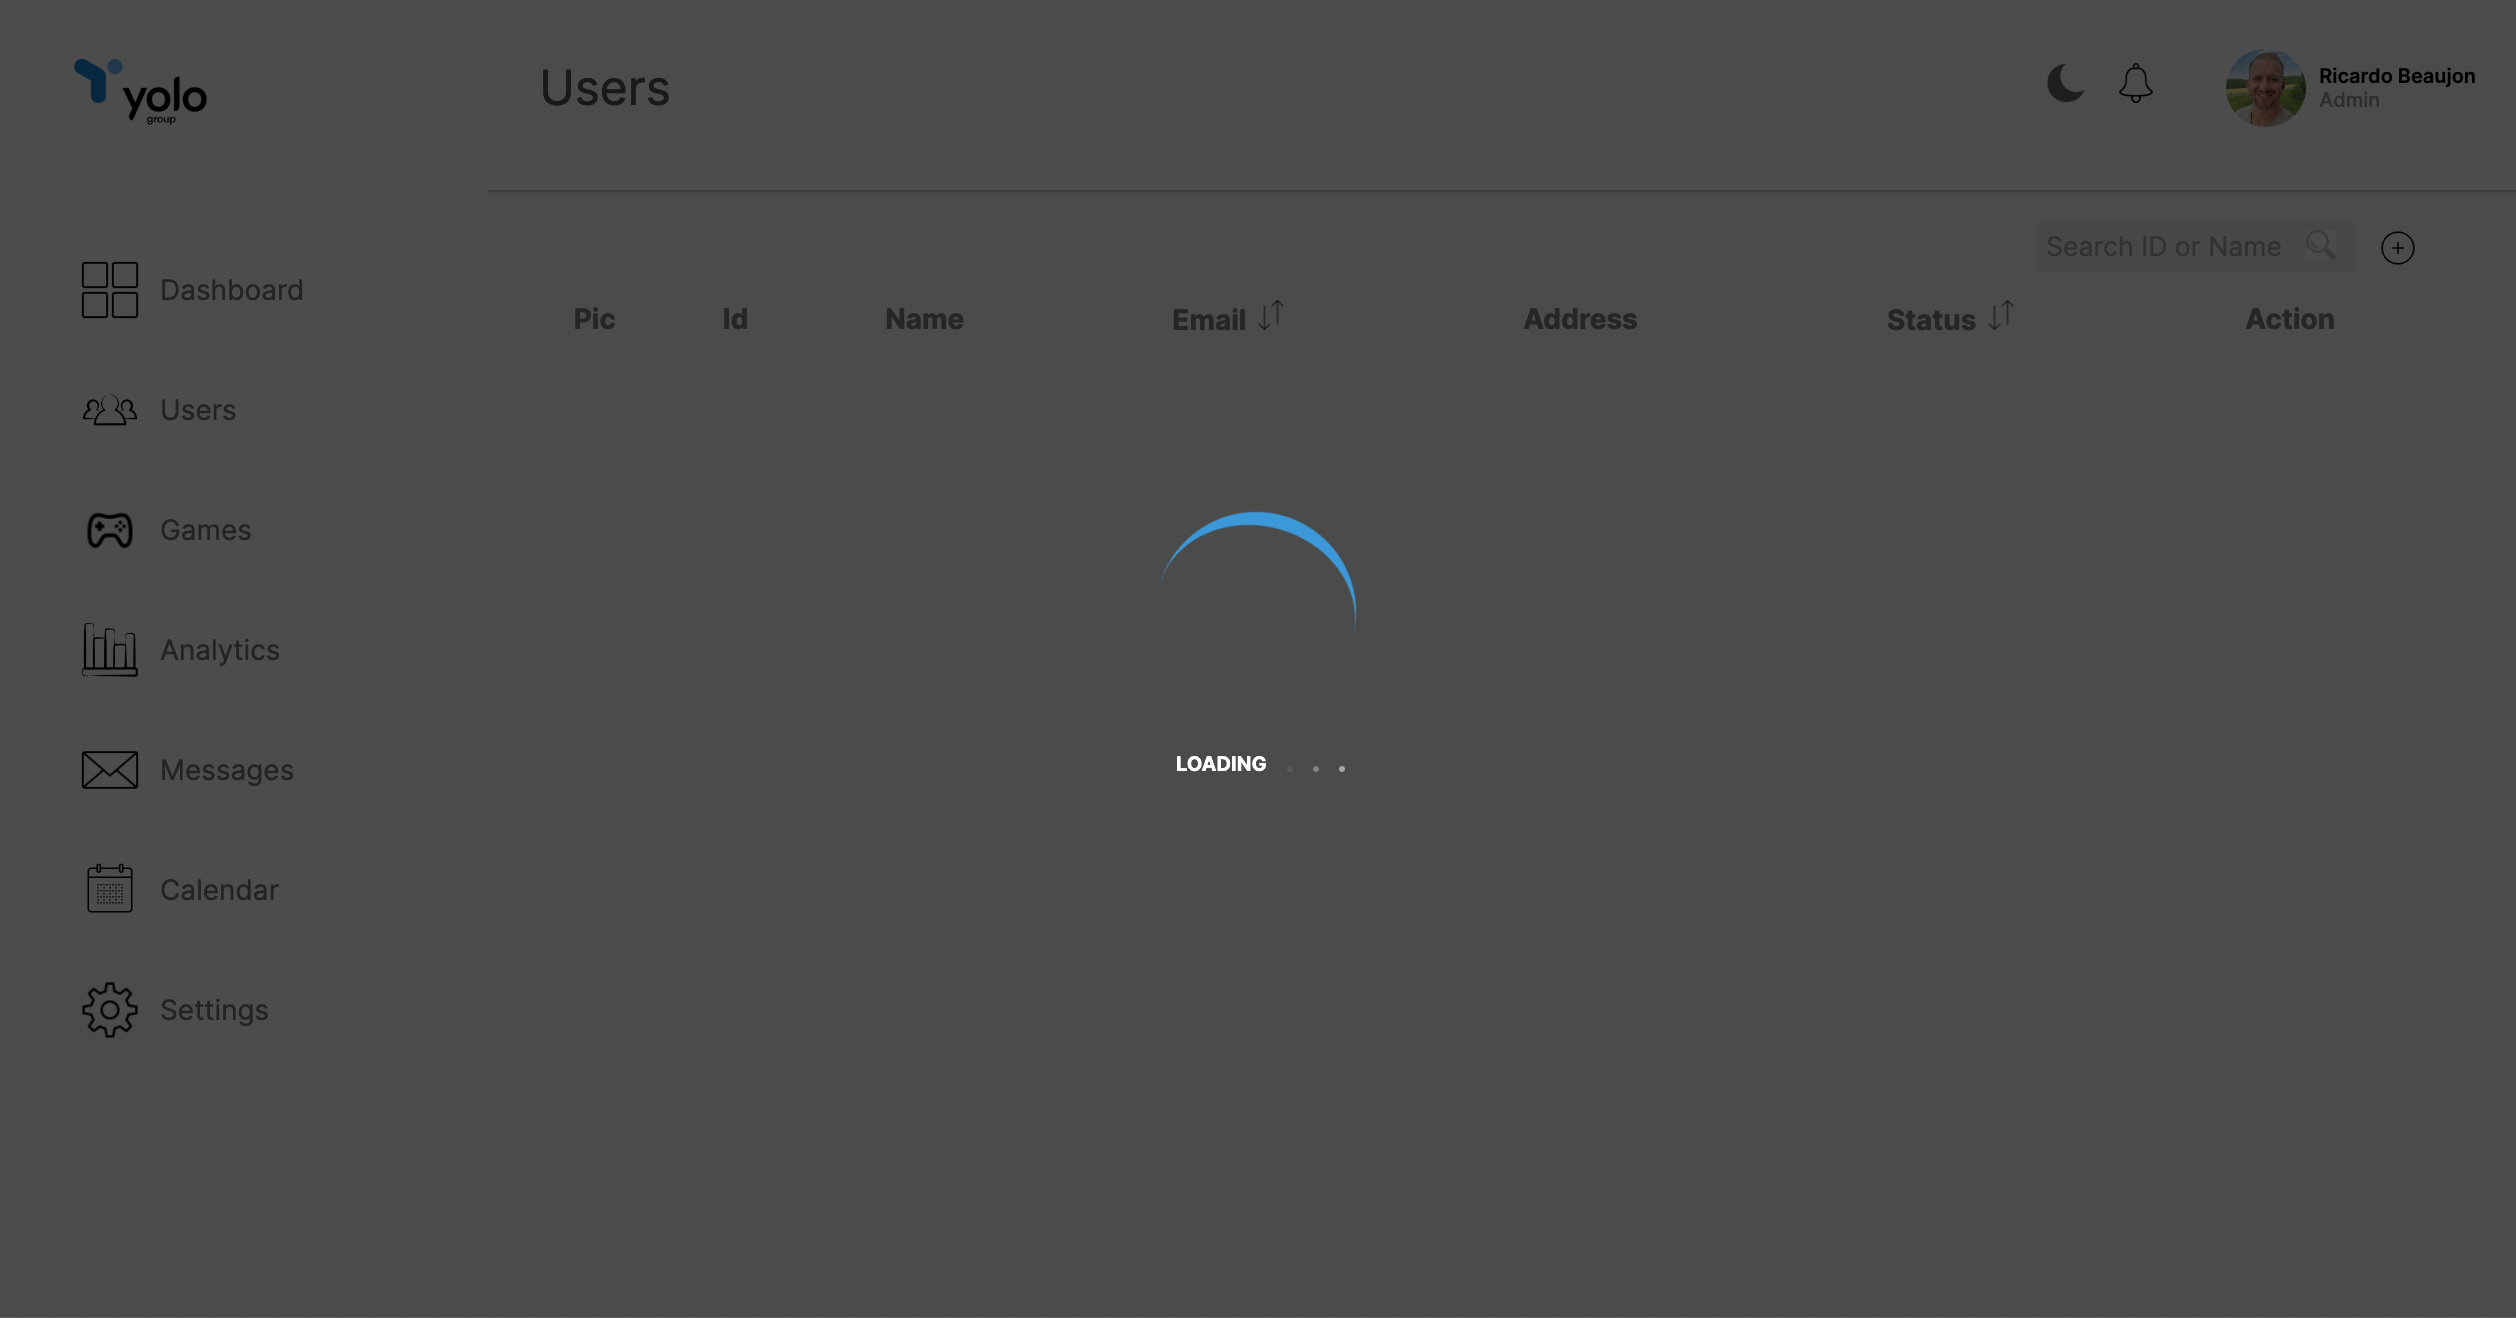 yolo
group
Users
Ricardo Beaujon
Admin
Dashboard
Users
Games
Analytics
Messages
Calendar
Settings
Search ID or Name
Pic Id Name Email Address Status Action
LOADING . . .